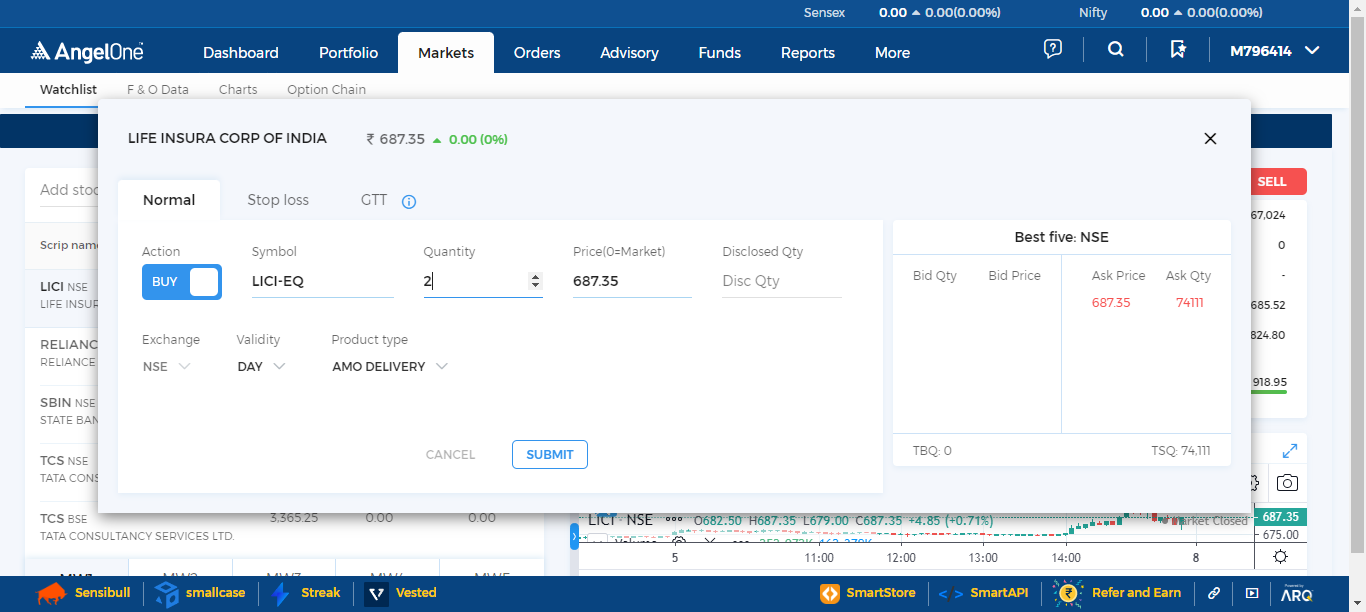 Sensex 0.00 0.00(0.00%) Nifty 0.00 0.00(0.00%)
AngelOne Dashboard Portfolio Markets Orders Advisory Funds Reports More M796414
Watchlist F & O Data Charts Option Chain
LIFE INSURA CORP OF INDIA ₹ 687.35 0.00 (0%)
SELL
Add stoc
Normal Stop loss GTT
67,024
Best five: NSE
Scrip name
0
Action Symbol Quantity Price(0=Market) Disclosed Qty
Bid Qty Bid Price Ask Price Ask Qty
-
BUY LICI-EQ 2 687.35 Disc Qty
LICI NSE
LIFE INSUR
687.35 74111
685.52
Exchange Validity Product type
824.80
RELIANC
RELIANCE
NSE DAY AMO DELIVERY
918.95
SBIN NSE
STATE BAN
CANCEL SUBMIT
TBQ: 0 TSQ: 74,111
TCS NSE
TATA CONS
TCS BSE 3,365.25 0.00 0.00
TATA CONSULTANCY SERVICES LTD.
LICI · NSE O682.50 H687.35 L679.00 C687.35 +4.85 (+0.71%) Market Closed 687.35
675.00
5 11:00 12:00 13:00 14:00 8
Sensibull smallcase Streak Vested SmartStore SmartAPI Refer and Earn Powered by ARQ